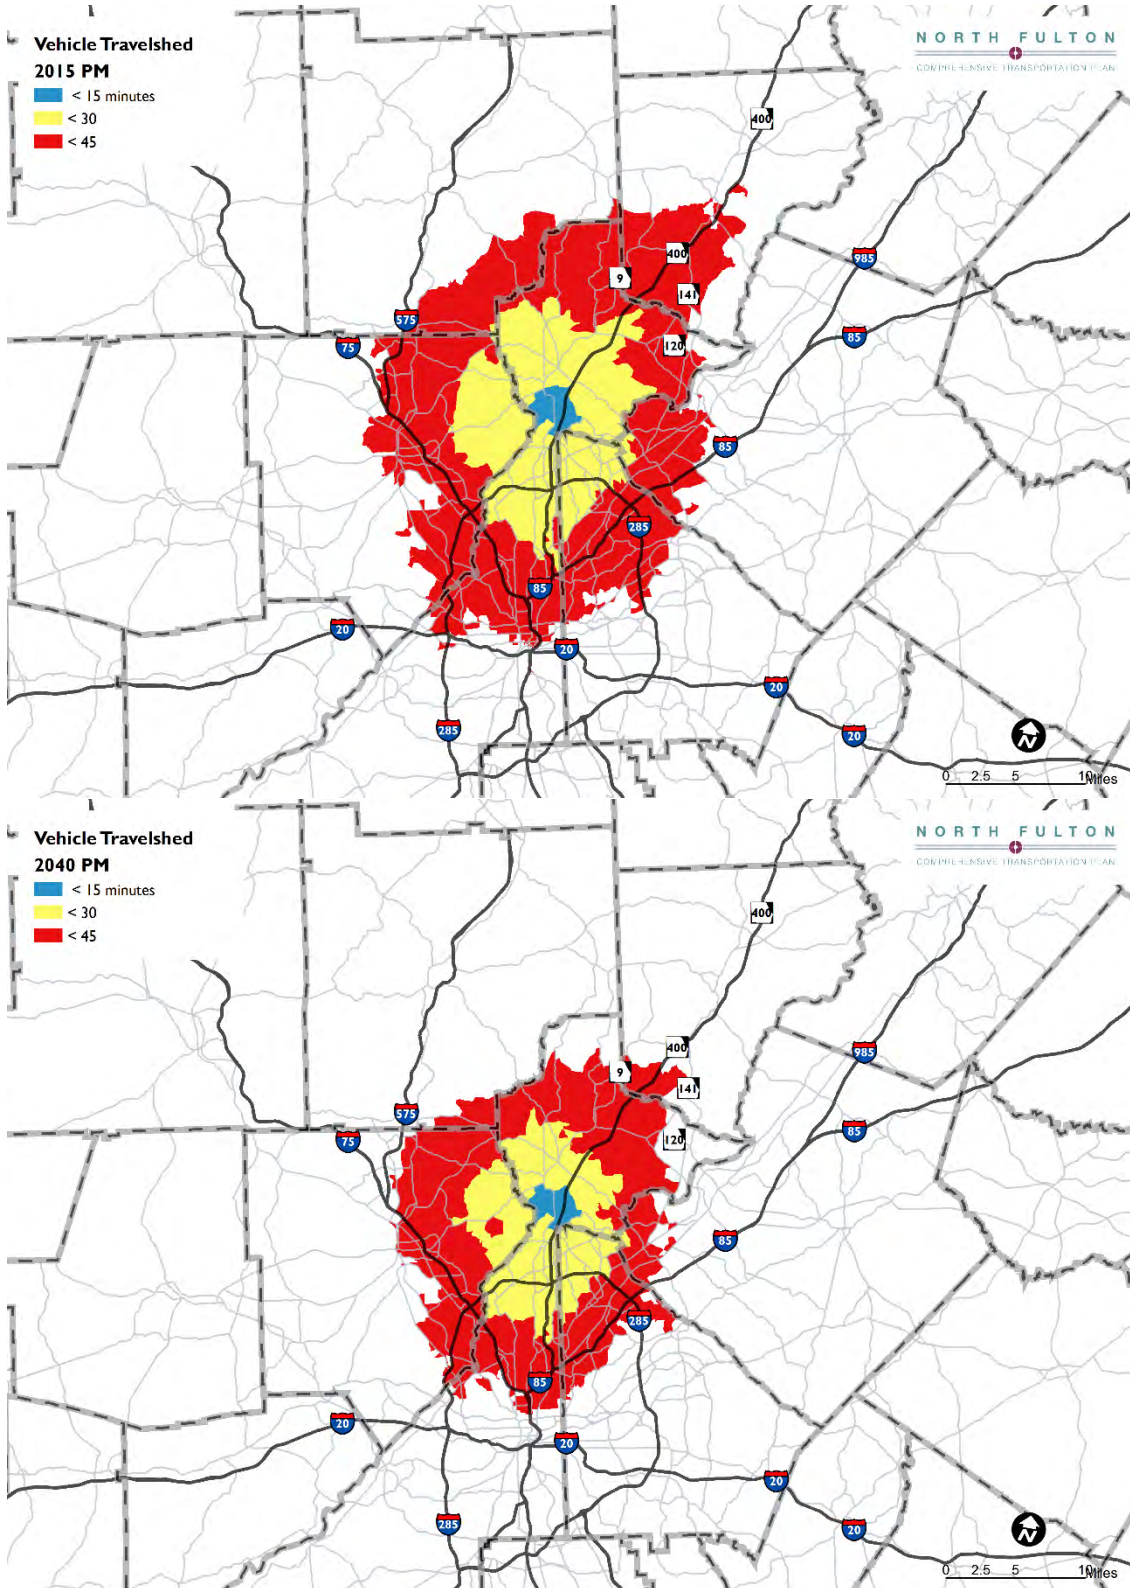 Vehicle Travelshed
2015 PM
< 15 minutes
< 30
< 45
NORTH FULTON
COMPREHENSIVE TRANSPORTATION PLAN
400
400
985
9
141
575
85
75
120
85
285
85
20
20
20
285
20
N
0 2.5 5 10 Miles
Vehicle Travelshed
2040 PM
< 15 minutes
< 30
< 45
NORTH FULTON
COMPREHENSIVE TRANSPORTATION PLAN
400
400
985
9
141
575
85
75
120
85
285
85
20
20
20
285
20
N
0 2.5 5 10 Miles